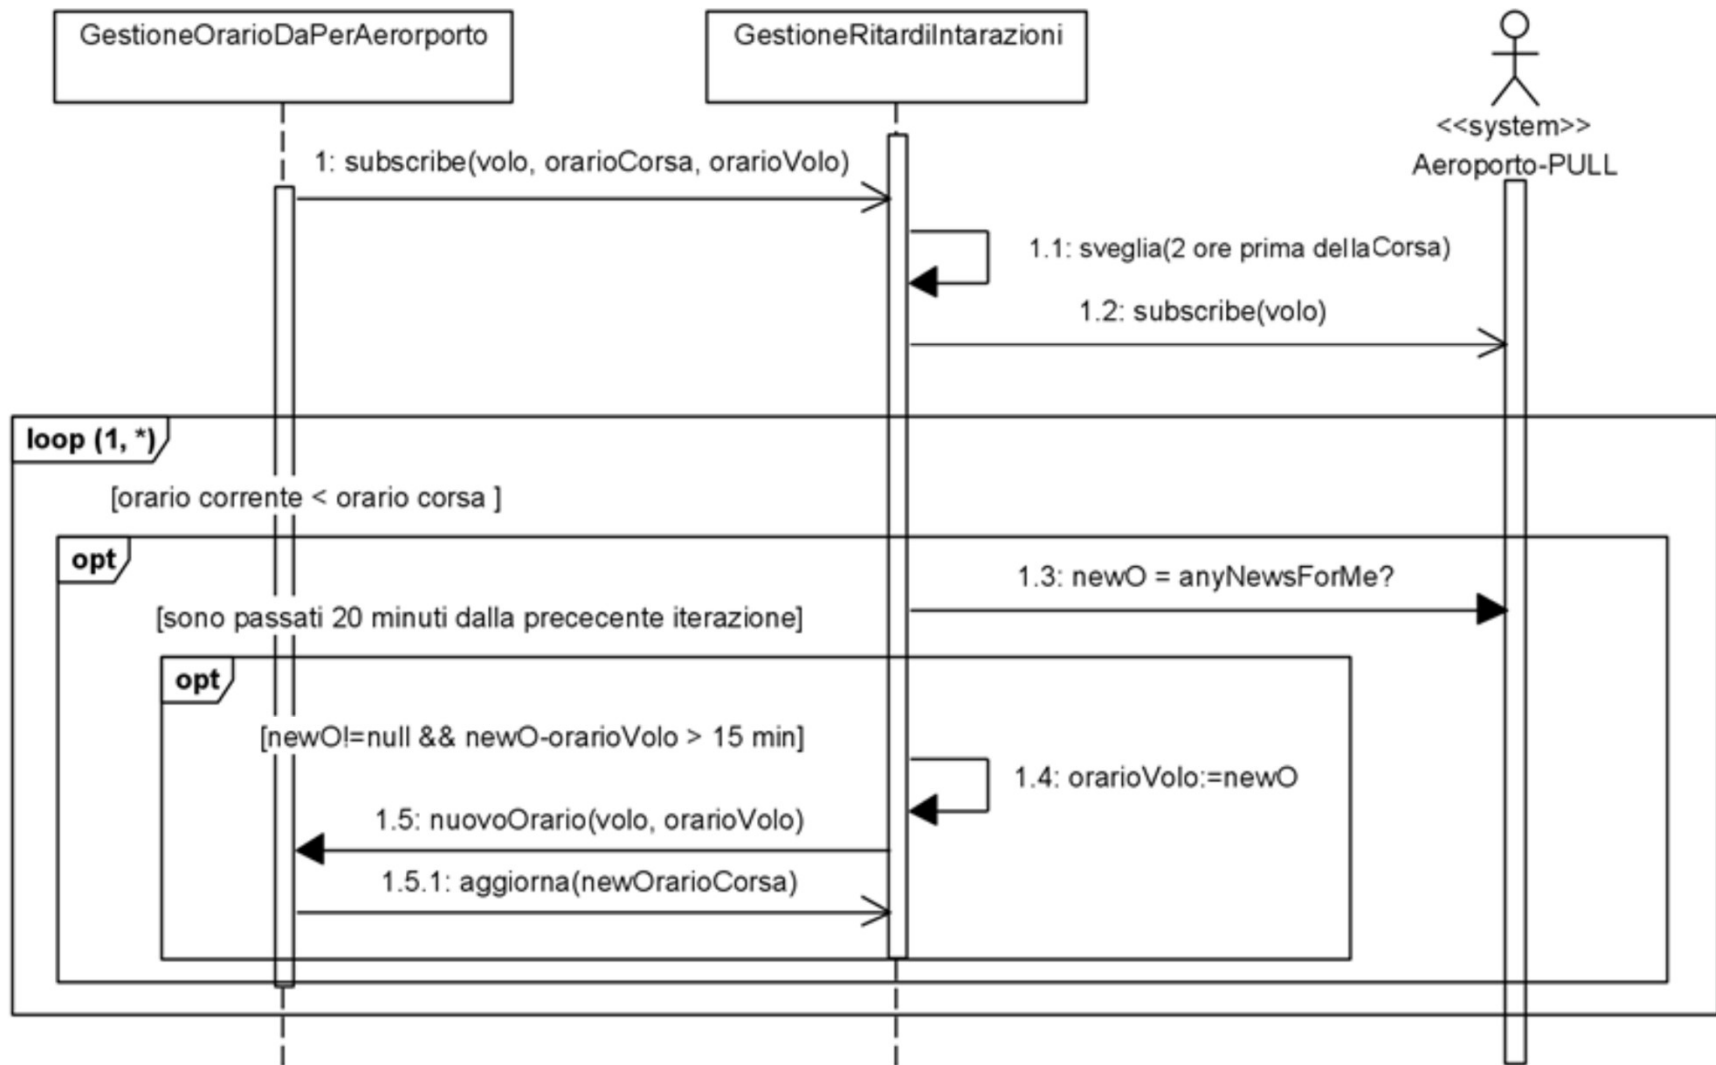 GestioneOrarioDaPerAerorporto
GestioneRitardiIntarazioni
<<system>>
Aeroporto-PULL
1: subscribe(volo, orarioCorsa, orarioVolo)
1.1: sveglia(2 ore prima dellaCorsa)
1.2: subscribe(volo)
loop (1, *)
[orario corrente < orario corsa ]
opt
1.3: newO = anyNewsForMe?
[sono passati 20 minuti dalla prececente iterazione]
opt
[newO!=null && newO-orarioVolo > 15 min]
1.4: orarioVolo:=newO
1.5: nuovoOrario(volo, orarioVolo)
1.5.1: aggiorna(newOrarioCorsa)